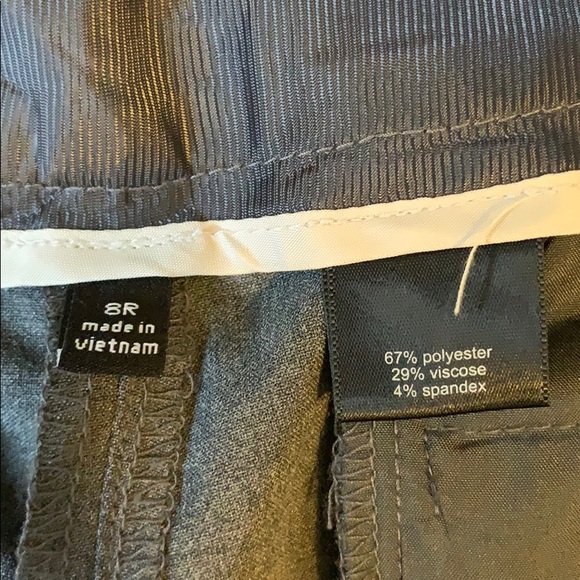 8R
made in
vietnam
67% polyester
29% viscose
4% spandex